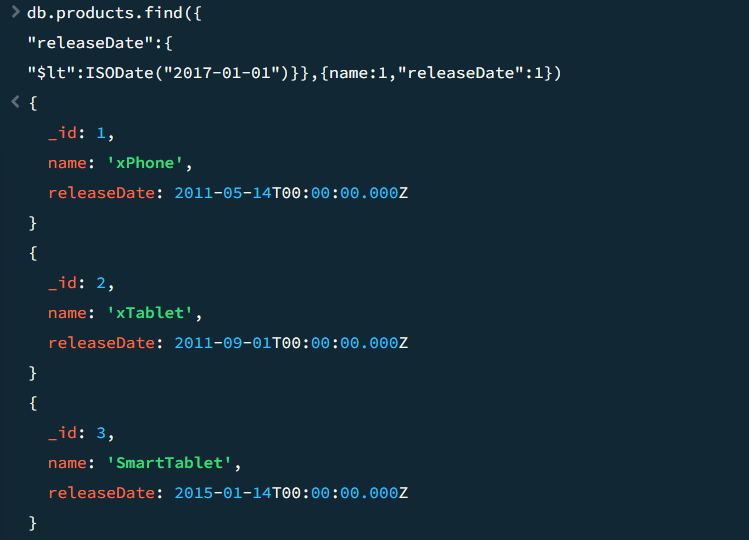 > db.products.find({
"releaseDate":{
"$lt":ISODate("2017-01-01")}},{name:1,"releaseDate":1})
< {
_id: 1,
name: 'xPhone',
releaseDate: 2011-05-14T00:00:00.000Z
}
{
_id: 2,
name: 'xTablet',
releaseDate: 2011-09-01T00:00:00.000Z
}
{
_id: 3,
name: 'SmartTablet',
releaseDate: 2015-01-14T00:00:00.000Z
}